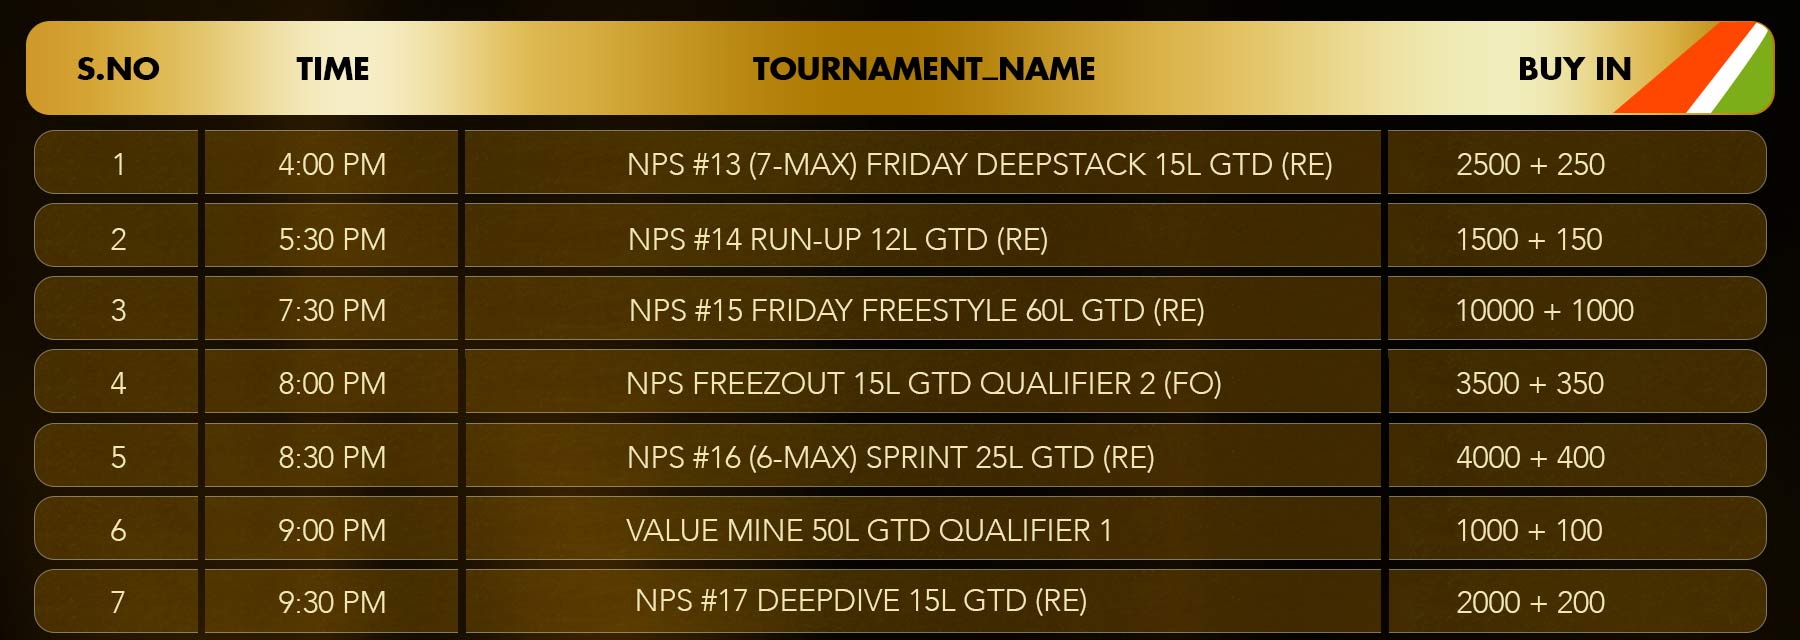 S.NO TIME TOURNAMENT_NAME BUY IN
1 4:00 PM NPS #13 (7-MAX) FRIDAY DEEPSTACK 15L GTD (RE) 2500 + 250
2 5:30 PM NPS #14 RUN-UP 12L GTD (RE) 1500 + 150
3 7:30 PM NPS #15 FRIDAY FREESTYLE 60L GTD (RE) 10000 + 1000
4 8:00 PM NPS FREEZOUT 15L GTD QUALIFIER 2 (FO) 3500 + 350
5 8:30 PM NPS #16 (6-MAX) SPRINT 25L GTD (RE) 4000 + 400
6 9:00 PM VALUE MINE 50L GTD QUALIFIER 1 1000 + 100
7 9:30 PM NPS #17 DEEPDIVE 15L GTD (RE) 2000 + 200